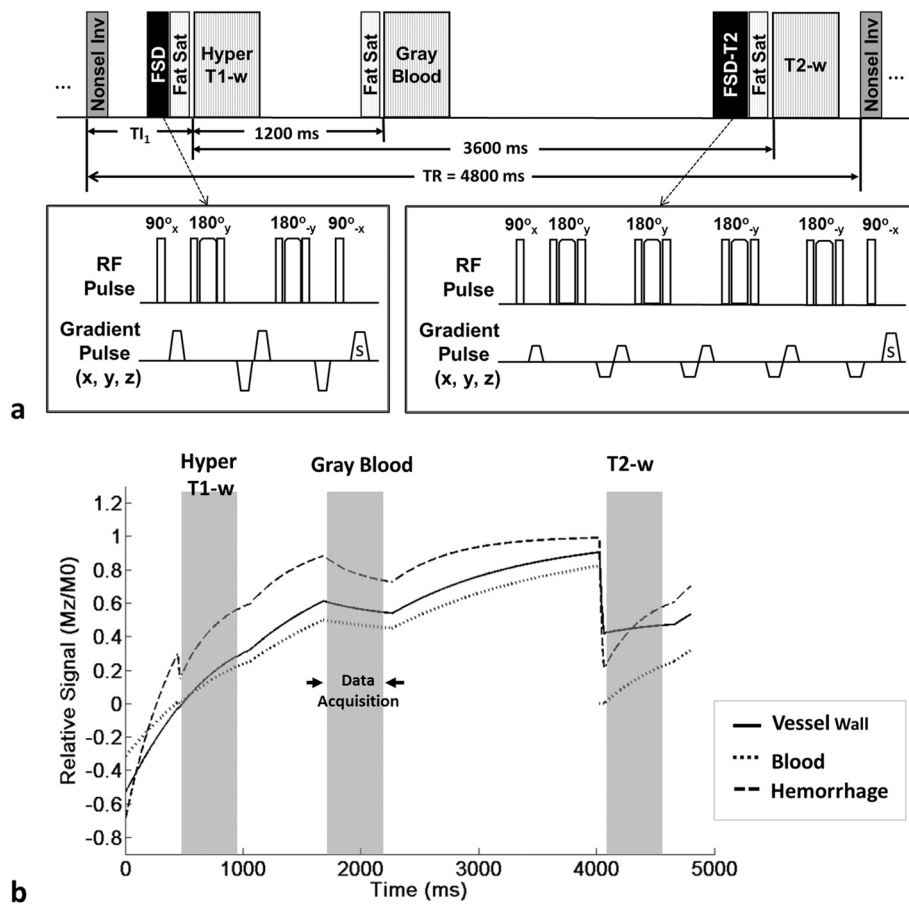 Nonsel Inv
FSD
Fat Sat
Hyper
T1-w
Fat Sat
Gray
Blood
FSD-T2
Fat Sat
T2-w
Nonsel Inv
...
...
TI1
1200 ms
3600 ms
TR = 4800 ms
90°x 180°y 180°-y 90°-x
RF
Pulse
Gradient
Pulse
(x, y, z)
S
90°x 180°y 180°y 180°-y 180°-y 90°-x
RF
Pulse
Gradient
Pulse
(x, y, z)
S
a
Hyper
T1-w
Gray Blood
T2-w
Relative Signal (Mz/M0)
1.2
1
0.8
0.6
0.4
0.2
0
-0.2
-0.4
-0.6
-0.8
Data
Acquisition
Vessel Wall
Blood
Hemorrhage
0 1000 2000 3000 4000 5000
Time (ms)
b